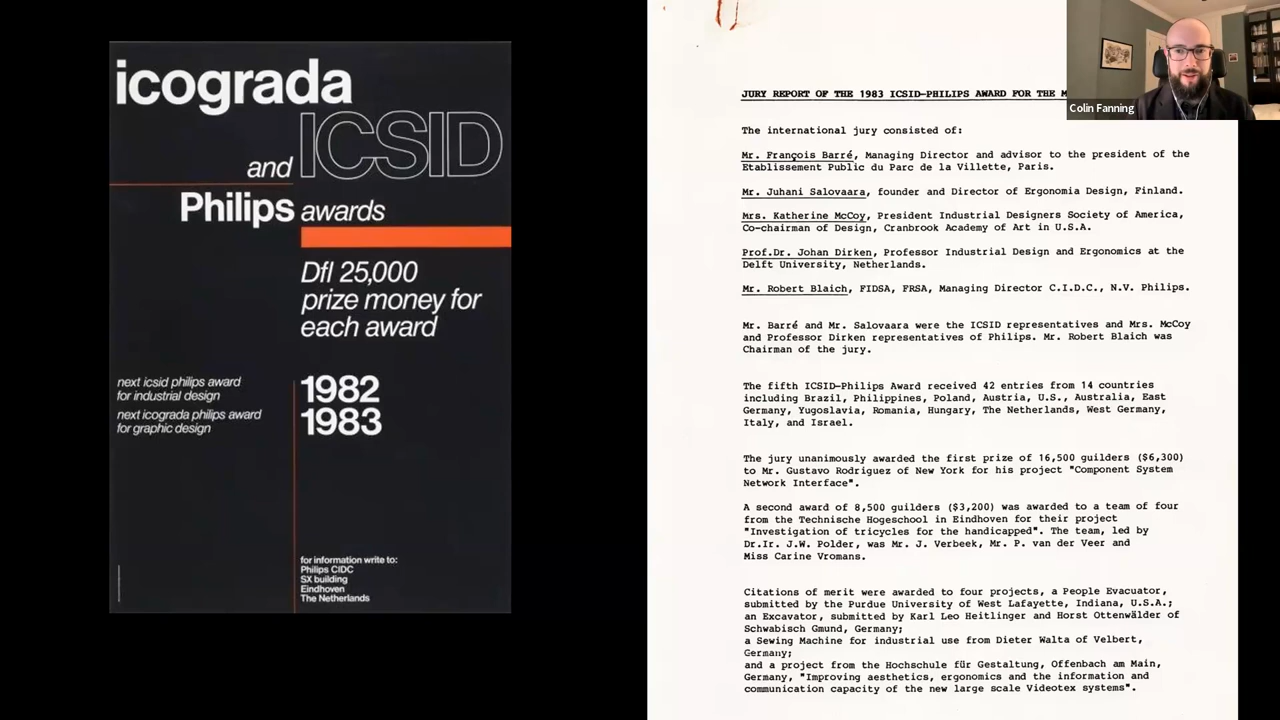 icograda
ICSID
and
Philips awards
Dfl 25,000
prize money for
each award
next icsid philips award
for industrial design
next icograda philips award
for graphic design
1982
1983
for information write to:
Philips CIDC
SX building
Eindhoven
The Netherlands
JURY REPORT OF THE 1983 ICSID-PHILIPS AWARD FOR THE
The international jury consisted of:
Mr. François Barré, Managing Director and advisor to the president of the
Etablissement Public du Parc de la Villette, Paris.
Mr. Juhani Salovaara, founder and Director of Ergonomia Design, Finland.
Mrs. Katherine McCoy, President Industrial Designers Society of America,
Co-chairman of Design, Cranbrook Academy of Art in U.S.A.
Prof.Dr. Johan Dirken, Professor Industrial Design and Ergonomics at the
Delft University, Netherlands.
Mr. Robert Blaich, FIDSA, FRSA, Managing Director C.I.D.C., N.V. Philips.
Mr. Barré and Mr. Salovaara were the ICSID representatives and Mrs. McCoy
and Professor Dirken representatives of Philips. Mr. Robert Blaich was
Chairman of the jury.
The fifth ICSID-Philips Award received 42 entries from 14 countries
including Brazil, Philippines, Poland, Austria, U.S., Australia, East
Germany, Yugoslavia, Romania, Hungary, The Netherlands, West Germany,
Italy, and Israel.
The jury unanimously awarded the first prize of 16,500 guilders ($6,300)
to Mr. Gustavo Rodriguez of New York for his project "Component System
Network Interface".
A second award of 8,500 guilders ($3,200) was awarded to a team of four
from the Technische Hogeschool in Eindhoven for their project
"Investigation of tricycles for the handicapped". The team, led by
Dr.Ir. J.W. Polder, was Mr. J. Verbeek, Mr. P. van der Veer and
Miss Carine Vromans.
Citations of merit were awarded to four projects, a People Evacuator,
submitted by the Purdue University of West Lafayette, Indiana, U.S.A.;
an Excavator, submitted by Karl Leo Heitlinger and Horst Ottenwälder of
Schwabisch Gmund, Germany;
a Sewing Machine for industrial use from Dieter Walta of Velbert,
Germany;
and a project from the Hochschule für Gestaltung, Offenbach am Main,
Germany, "Improving aesthetics, ergonomics and the information and
communication capacity of the new large scale Videotex systems".
Colin Fanning